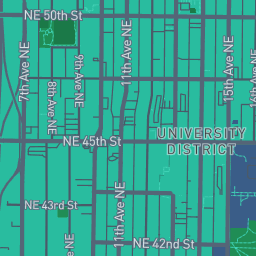 NE 50th St
7th Ave NE
8th Ave NE
9th Ave NE
11th Ave NE
15th Ave NE
16th
NE 45th St
UNIVERSITY
DISTRICT
NE 43rd St
11th Ave NE
NE 42nd St